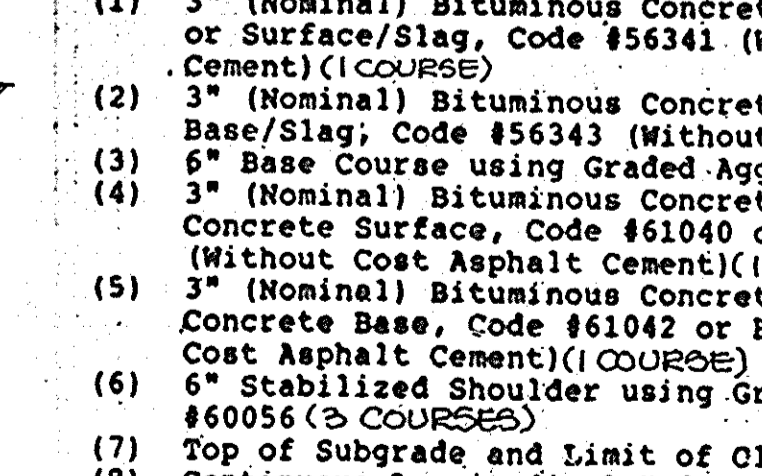 (1) 3" (Nominal) Bituminous Concret
or Surface/Slag, Code #56341 (W
Cement)(1 COURSE)
(2) 3" (Nominal) Bituminous Concret
Base/Slag; Code #56343 (Without
(3) 6" Base Course using Graded Agg
(4) 3" (Nominal) Bituminous Concret
Concrete Surface, Code #61040 o
(Without Cost Asphalt Cement)(1
(5) 3" (Nominal) Bituminous Concret
Concrete Base, Code #61042 or B
Cost Asphalt Cement)(1 COURSE)
(6) 6" Stabilized Shoulder using Gr
#60056 (3 COURSES)
(7) Top of Subgrade and Limit of Cl